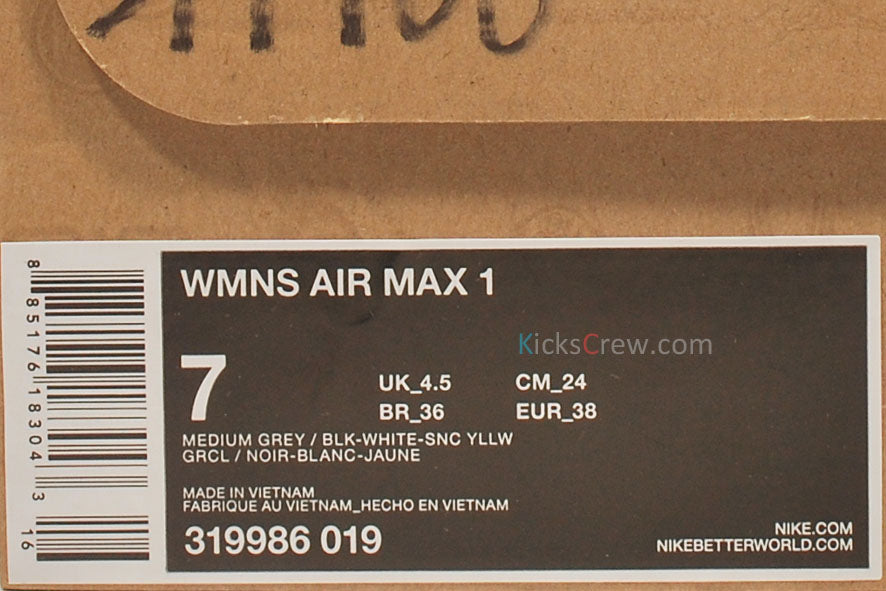 WMNS AIR MAX 1
KicksCrew.com
7
UK_4.5 CM_24
BR_36 EUR_38
MEDIUM GREY / BLK-WHITE-SNC YLLW
GRCL / NOIR-BLANC-JAUNE
MADE IN VIETNAM
FABRIQUE AU VIETNAM_HECHO EN VIETNAM
319986 019
NIKE.COM
NIKEBETTERWORLD.COM
8 85176 18304 3
16